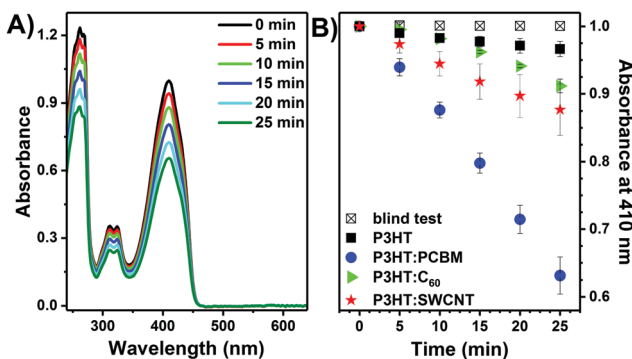 A)
0 min
5 min
10 min
15 min
20 min
25 min
1.2
0.9
0.6
0.3
0.0
Absorbance
300 400 500 600
Wavelength (nm)
B)
1.0
0.9
0.8
0.7
0.6
Absorbance at 410 nm
blind test
P3HT
P3HT:PCBM
P3HT:C₆₀
P3HT:SWCNT
0 5 10 15 20 25
Time (min)